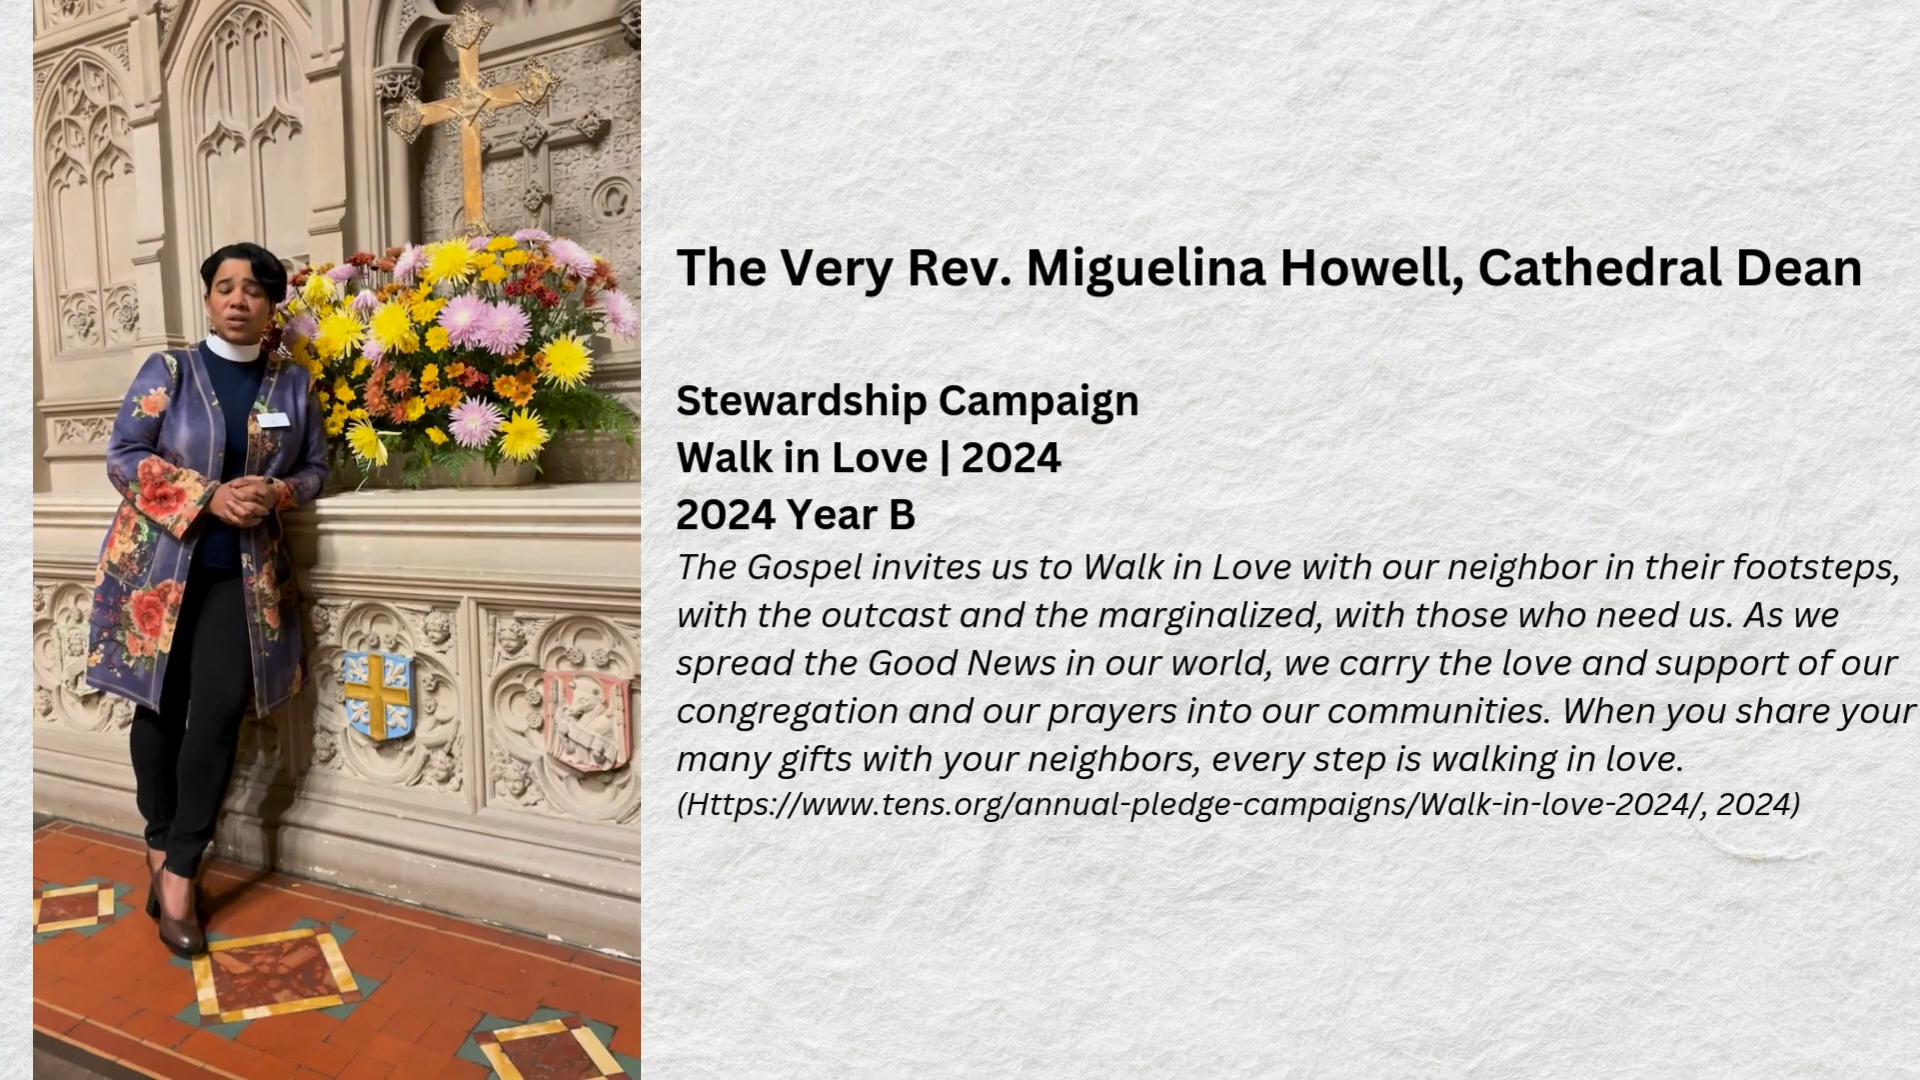 The Very Rev. Miguelina Howell, Cathedral Dean
Stewardship Campaign
Walk in Love | 2024
2024 Year B
The Gospel invites us to Walk in Love with our neighbor in their footsteps,
with the outcast and the marginalized, with those who need us. As we
spread the Good News in our world, we carry the love and support of our
congregation and our prayers into our communities. When you share your
many gifts with your neighbors, every step is walking in love.
(Https://www.tens.org/annual-pledge-campaigns/Walk-in-love-2024/, 2024)